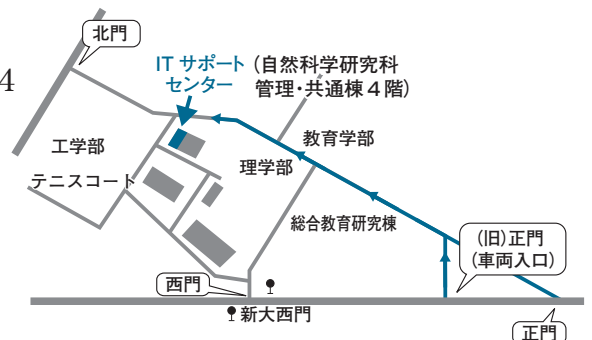 北門
4
IT サポート
センター
(自然科学研究科
管理・共通棟４階)
工学部
教育学部
理学部
テニスコート
総合教育研究棟
(旧)正門
(車両入口)
西門
新大西門
正門